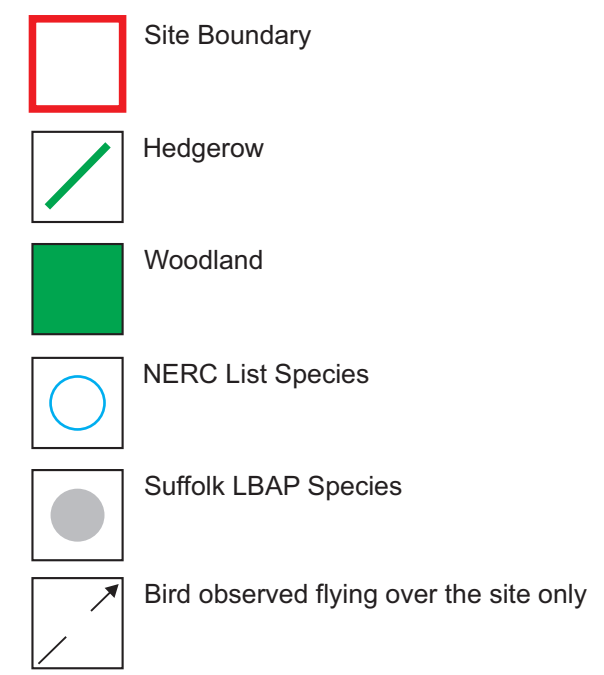 Site Boundary
Hedgerow
Woodland
NERC List Species
Suffolk LBAP Species
Bird observed flying over the site only